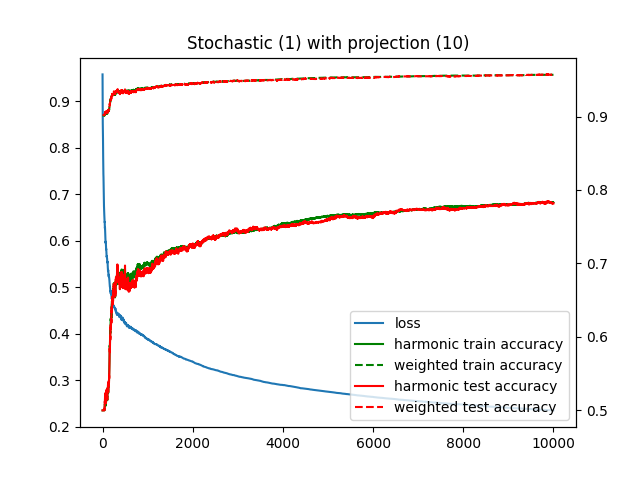 Stochastic (1) with projection (10)
0.9
0.8
0.7
0.6
0.5
0.4
0.3
0.2
0.9
0.8
0.7
0.6
0.5
loss
harmonic train accuracy
weighted train accuracy
harmonic test accuracy
weighted test accuracy
0 2000 4000 6000 8000 10000